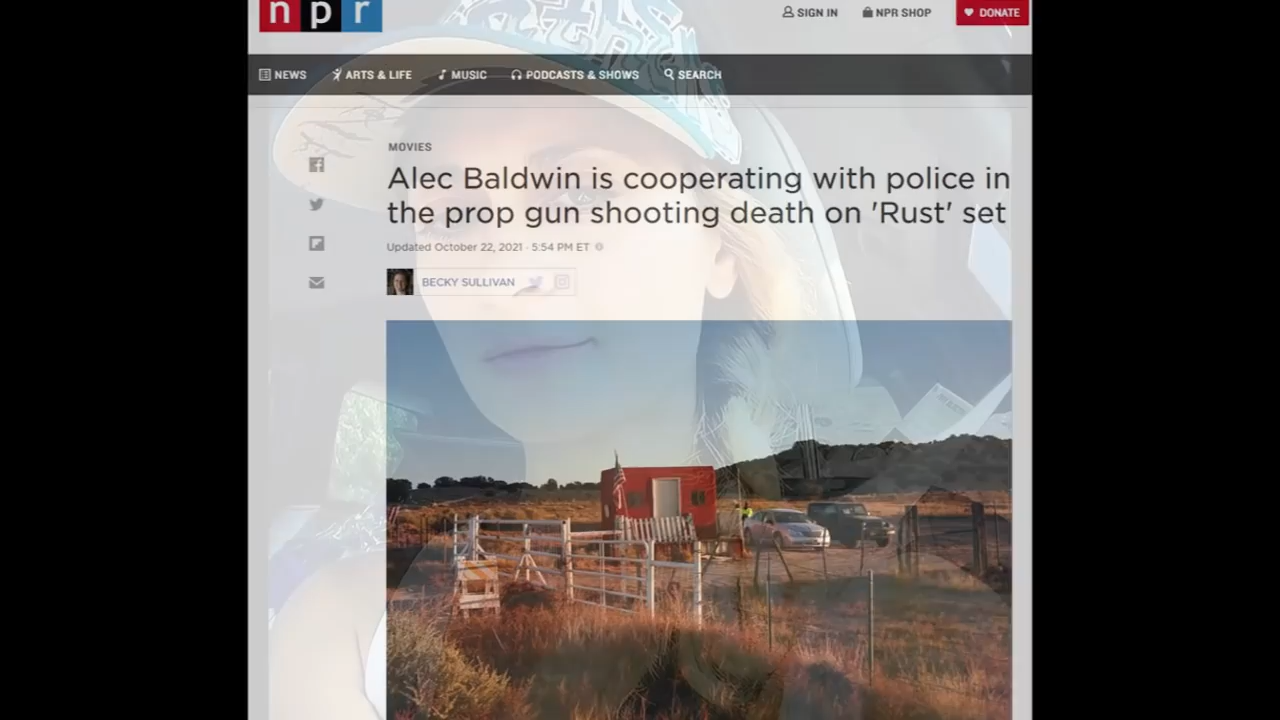 npr
SIGN IN
NPR SHOP
DONATE
NEWS
ARTS & LIFE
MUSIC
PODCASTS & SHOWS
SEARCH
MOVIES
Alec Baldwin is cooperating with police in
the prop gun shooting death on 'Rust' set
Updated October 22, 2021 · 5:54 PM ET
BECKY SULLIVAN